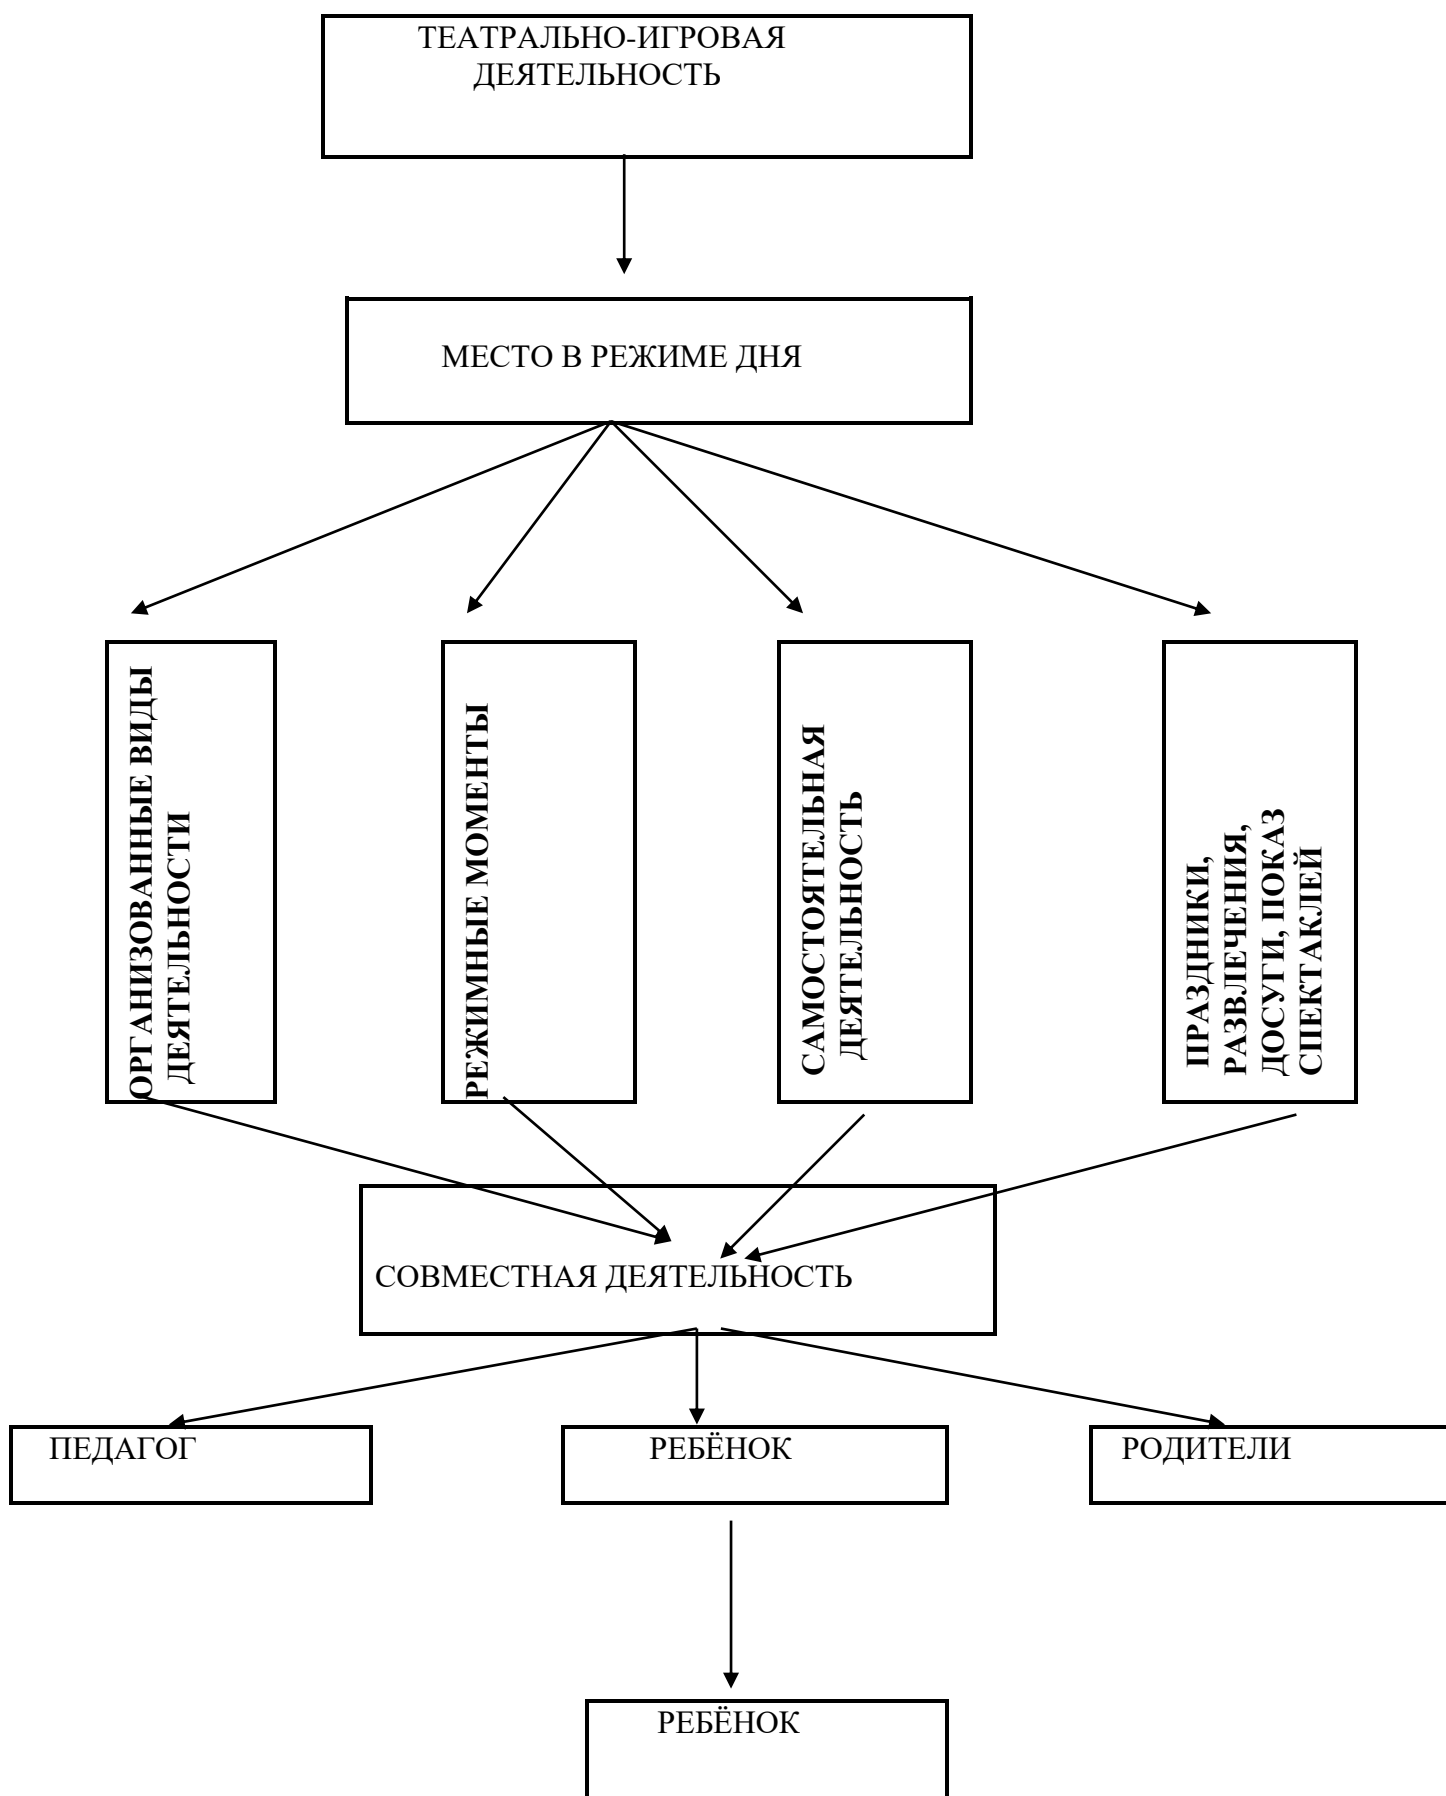 ТЕАТРАЛЬНО-ИГРОВАЯ
ДЕЯТЕЛЬНОСТЬ
МЕСТО В РЕЖИМЕ ДНЯ
ОРГАНИЗОВАННЫЕ ВИДЫ
ДЕЯТЕЛЬНОСТИ
РЕЖИМНЫЕ МОМЕНТЫ
САМОСТОЯТЕЛЬНАЯ
ДЕЯТЕЛЬНОСТЬ
ПРАЗДНИКИ,
РАЗВЛЕЧЕНИЯ,
ДОСУГИ, ПОКАЗ
СПЕКТАКЛЕЙ
СОВМЕСТНАЯ ДЕЯТЕЛЬНОСТЬ
ПЕДАГОГ
РЕБЁНОК
РОДИТЕЛИ
РЕБЁНОК